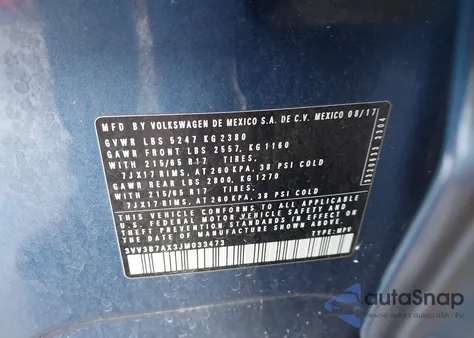 MFD BY VOLKSWAGEN DE MEXICO S.A. DE C.V. MEXICO 08/17
GVWR LBS 5247 KG 2380
GAWR FRONT LBS 2557, KG 1160
WITH 215/65 R17 TIRES,
7JX17 RIMS, AT 260 KPA, 38 PSI COLD
GAWR REAR LBS 2800, KG 1270
WITH 215/65 R17 TIRES,
7JX17 RIMS, AT 260 KPA, 38 PSI COLD
THIS VEHICLE CONFORMS TO ALL APPLICABLE
U.S. FEDERAL MOTOR VEHICLE SAFETY AND
THEFT PREVENTION STANDARDS IN EFFECT ON
THE DATE OF MANUFACTURE SHOWN ABOVE.
3VV3B7AX3JM033473 TYPE: MPV
autaSnap